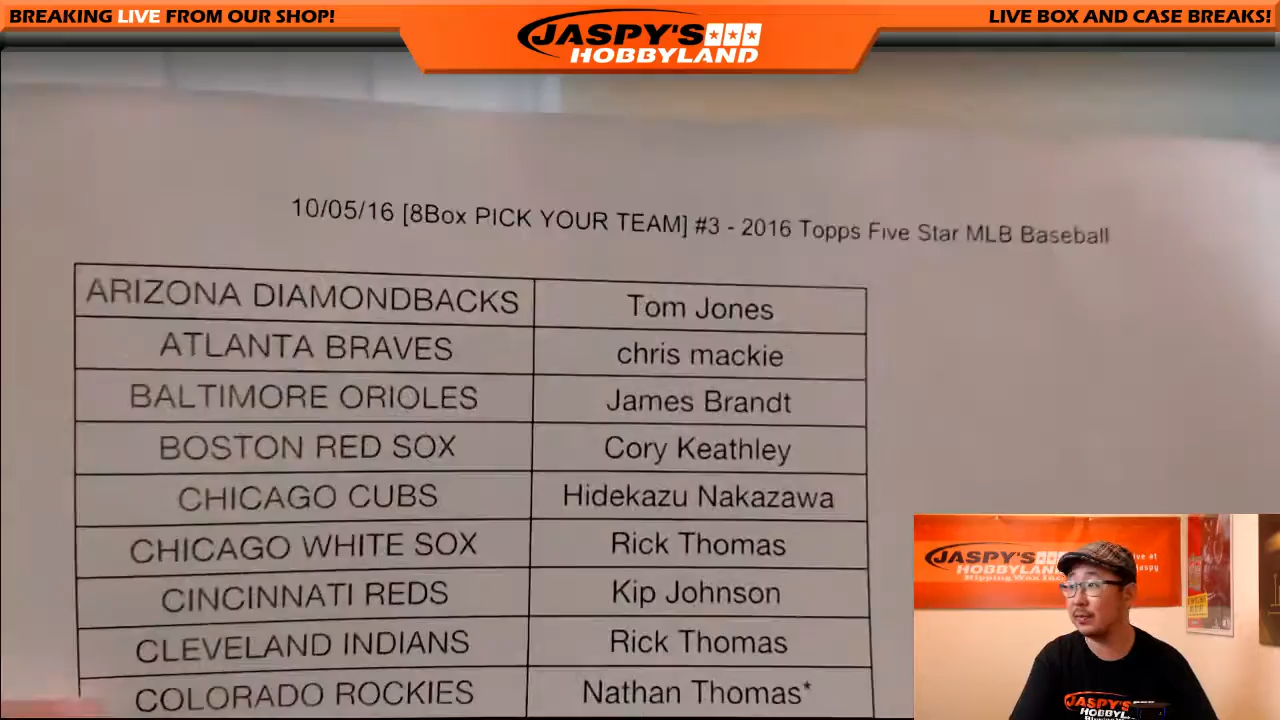 BREAKING LIVE FROM OUR SHOP!
JASPY'S
HOBBYLAND
LIVE BOX AND CASE BREAKS!
10/05/16 [8Box PICK YOUR TEAM] #3 - 2016 Topps Five Star MLB Baseball
ARIZONA DIAMONDBACKS Tom Jones
ATLANTA BRAVES chris mackie
BALTIMORE ORIOLES James Brandt
BOSTON RED SOX Cory Keathley
CHICAGO CUBS Hidekazu Nakazawa
CHICAGO WHITE SOX Rick Thomas
CINCINNATI REDS Kip Johnson
CLEVELAND INDIANS Rick Thomas
COLORADO ROCKIES Nathan Thomas*
JASPY'S
HOBBYLAND
Ripping Wax
JASPY'S